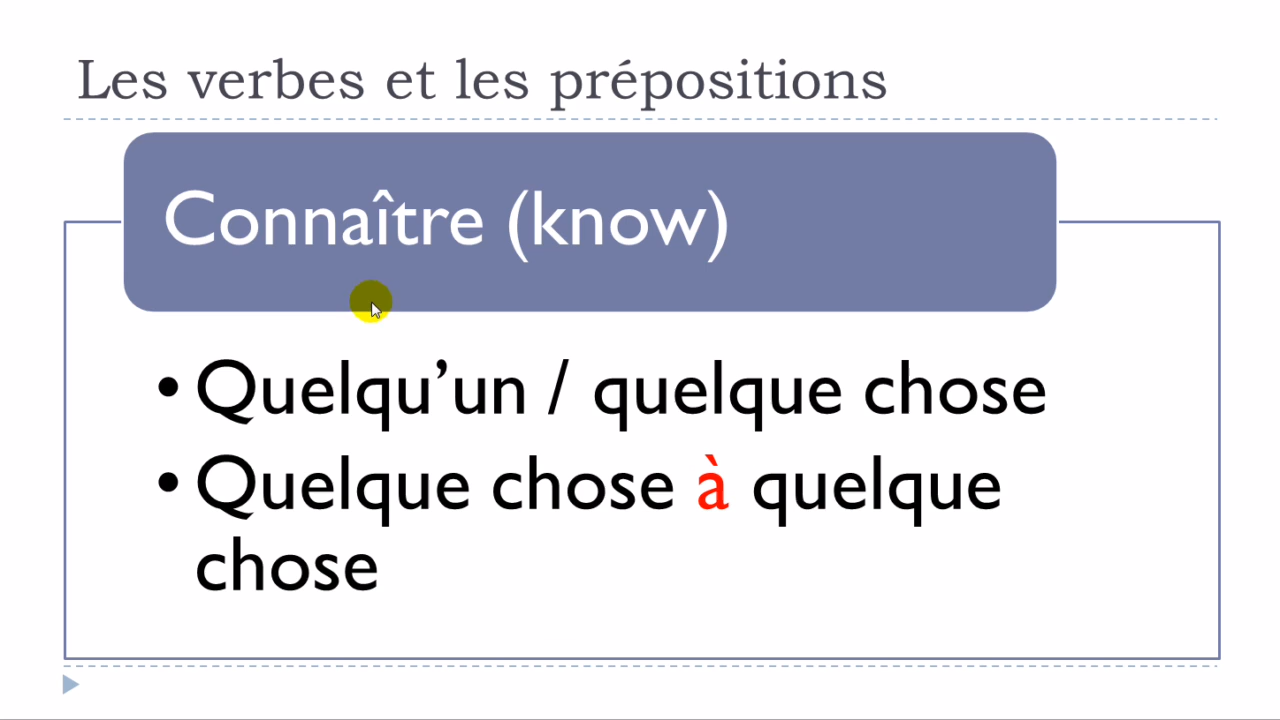 Les verbes et les prépositions
Connaître (know)
• Quelqu’un / quelque chose
• Quelque chose à quelque
chose